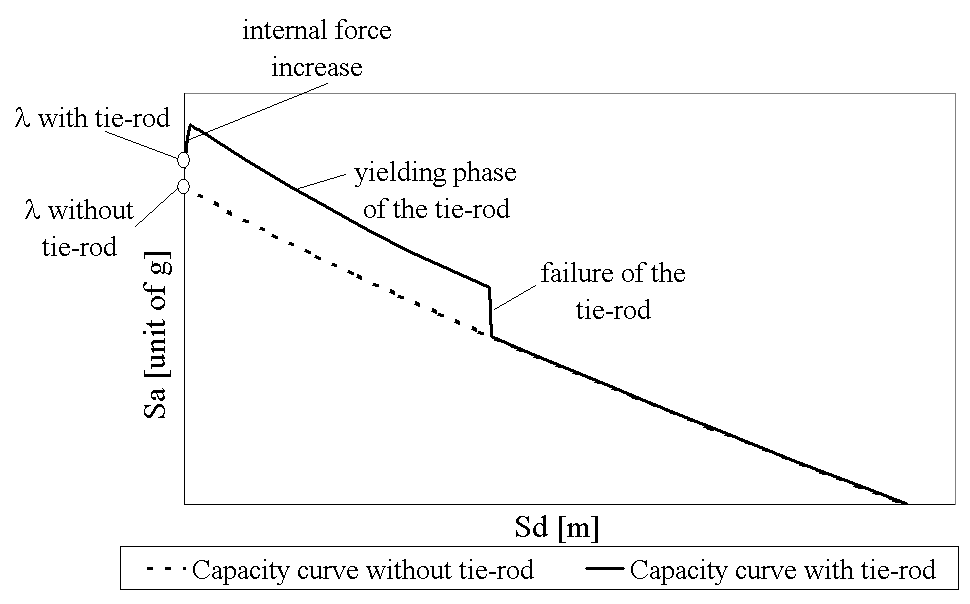 internal force
increase
λ with tie-rod
yielding phase
of the tie-rod
λ without
tie-rod
failure of the
tie-rod
Sa [unit of g]
Sd [m]
Capacity curve without tie-rod
Capacity curve with tie-rod